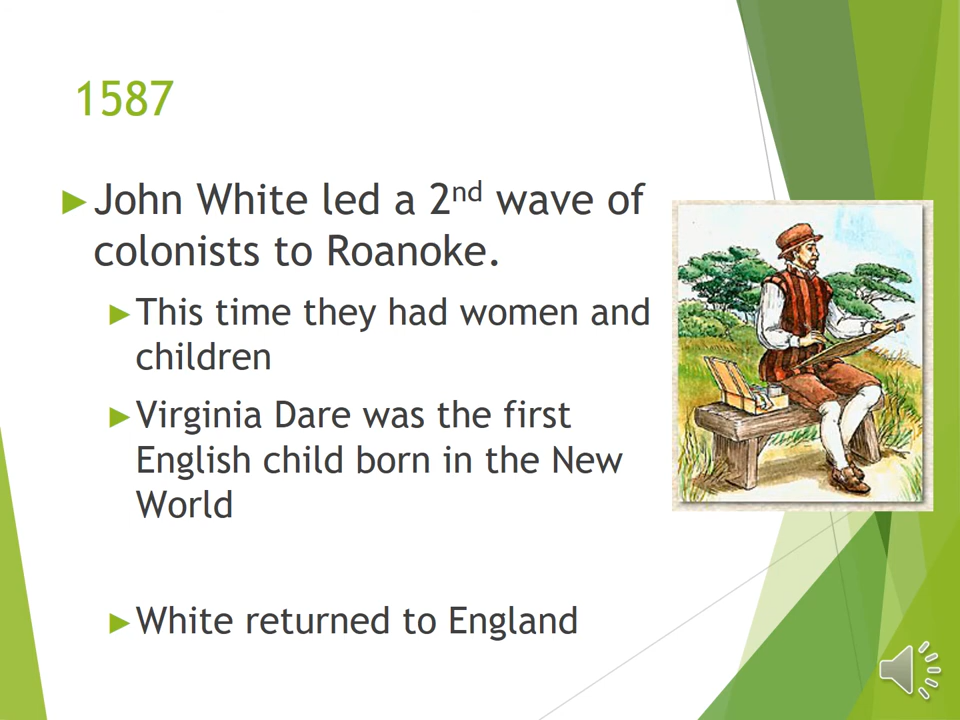 1587
John White led a 2nd wave of
colonists to Roanoke.
This time they had women and
children
Virginia Dare was the first
English child born in the New
World
White returned to England